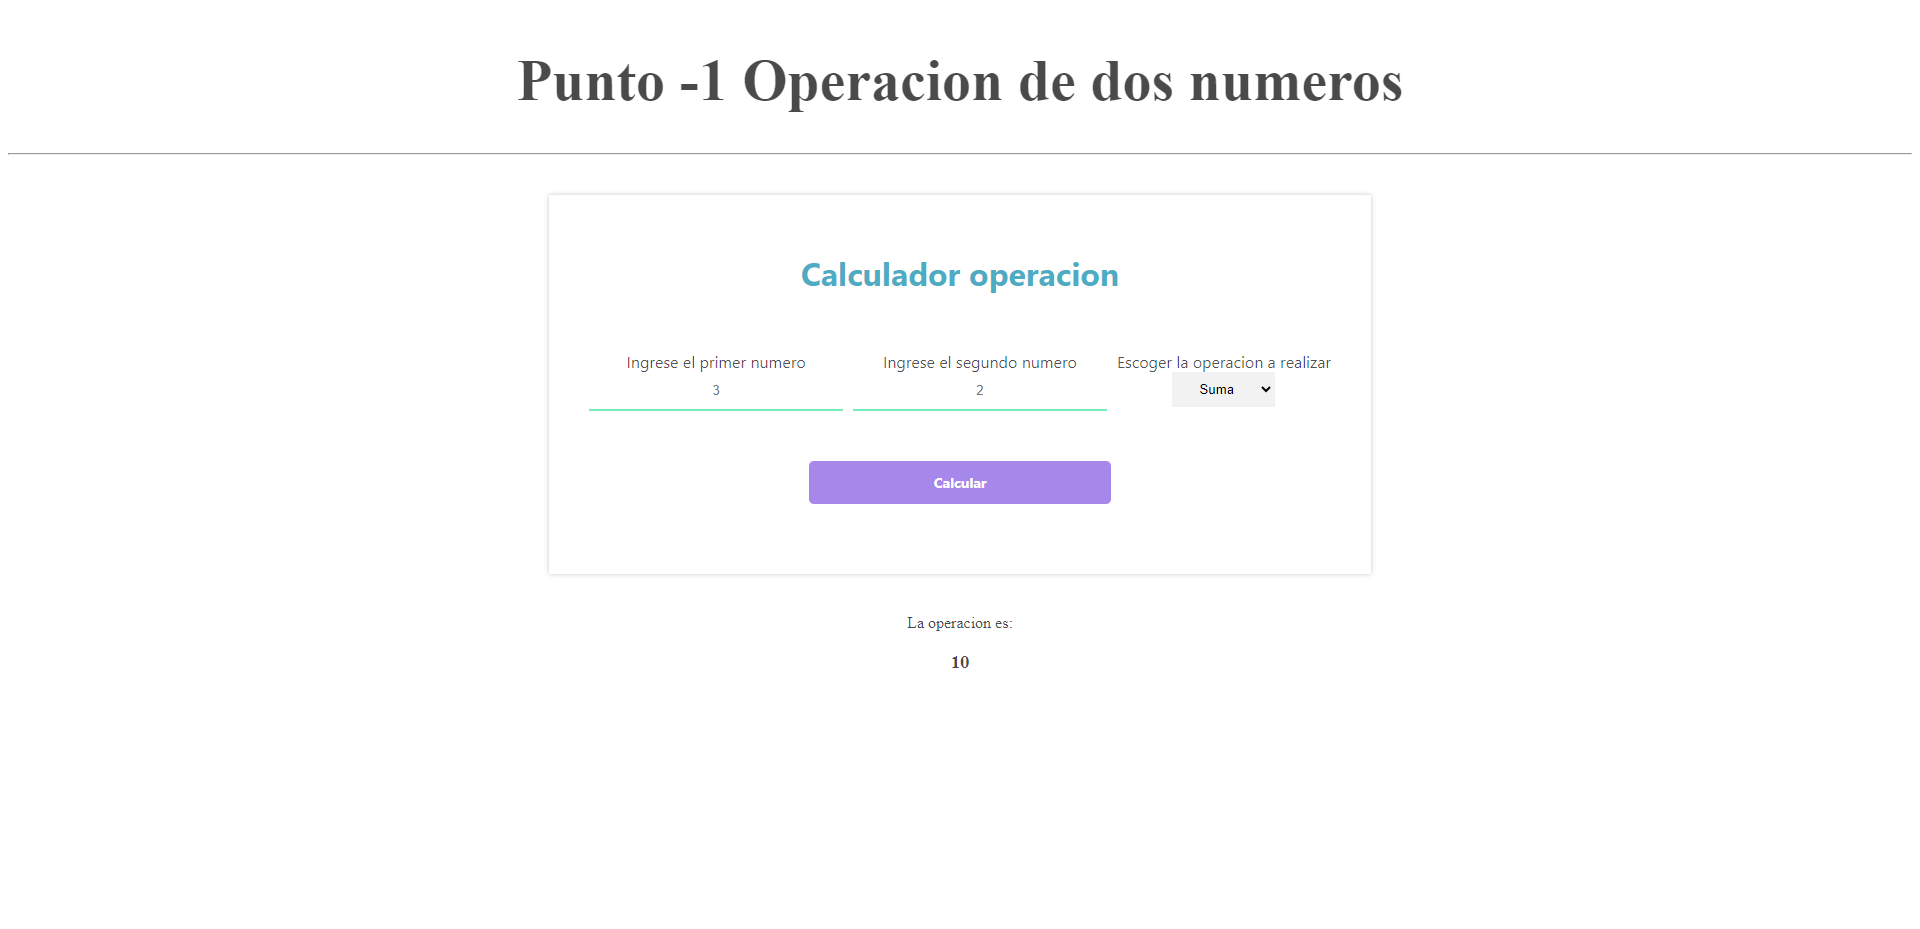 Punto -1 Operacion de dos numeros
Calculador operacion
Ingrese el primer numero
3
Ingrese el segundo numero
2
Escoger la operacion a realizar
Suma
Calcular
La operacion es:
10